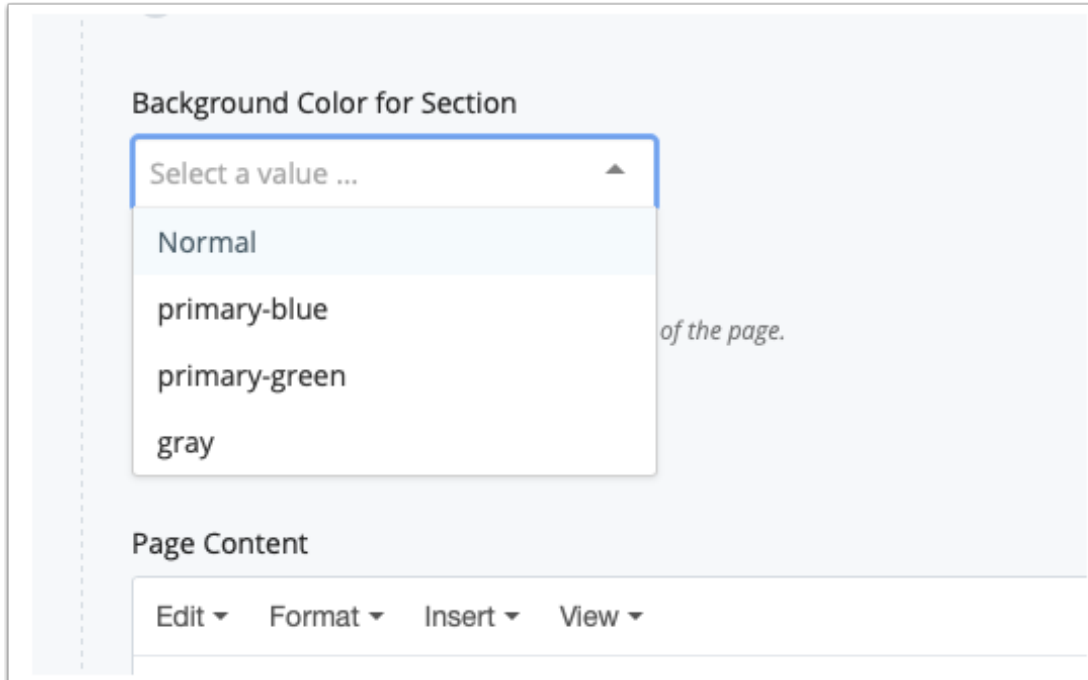 Background Color for Section
Select a value ...
Normal
primary-blue
of the page.
primary-green
gray
Page Content
Edit Format Insert View